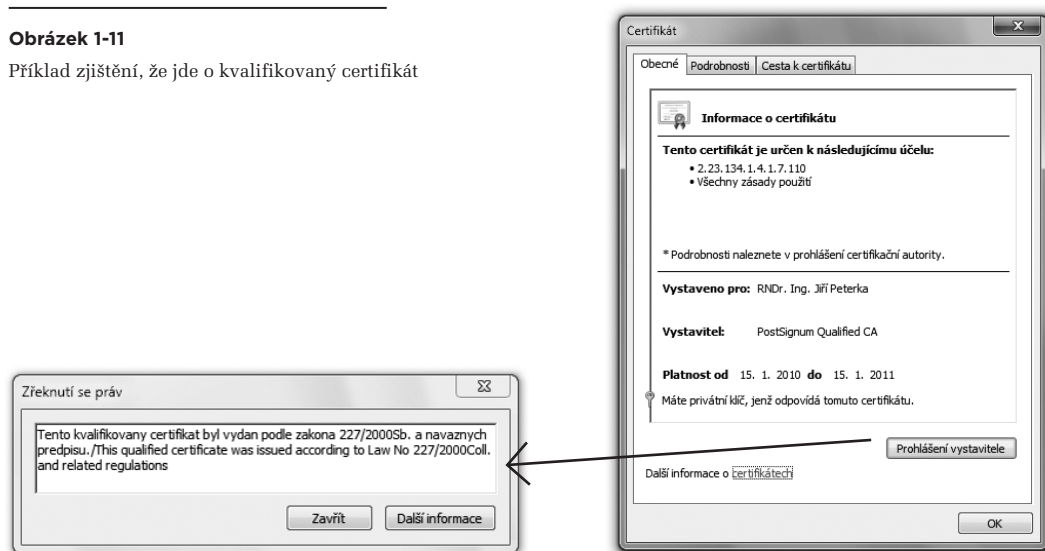 Obrázek 1-11
Příklad zjištění, že jde o kvalifikovaný certifikát
Certifikát
Obecné Podrobnosti Cesta k certifikátu
Informace o certifikátu
Tento certifikát je určen k následujícímu účelu:
• 2.23.134.1.4.1.7.110
• Všechny zásady použití
* Podrobnosti naleznete v prohlášení certifikační autority.
Vystaveno pro: RNDr. Ing. Jiří Peterka
Vystavitel: PostSignum Qualified CA
Platnost od 15. 1. 2010 do 15. 1. 2011
Máte privátní klíč, jenž odpovídá tomuto certifikátu.
Prohlášení vystavitele
Další informace o certifikátech
OK
Zřeknutí se práv
Tento kvalifikovany certifikat byl vydan podle zakona 227/2000Sb. a navaznych
predpisu./This qualified certificate was issued according to Law No 227/2000Coll.
and related regulations
Zavřít Další informace